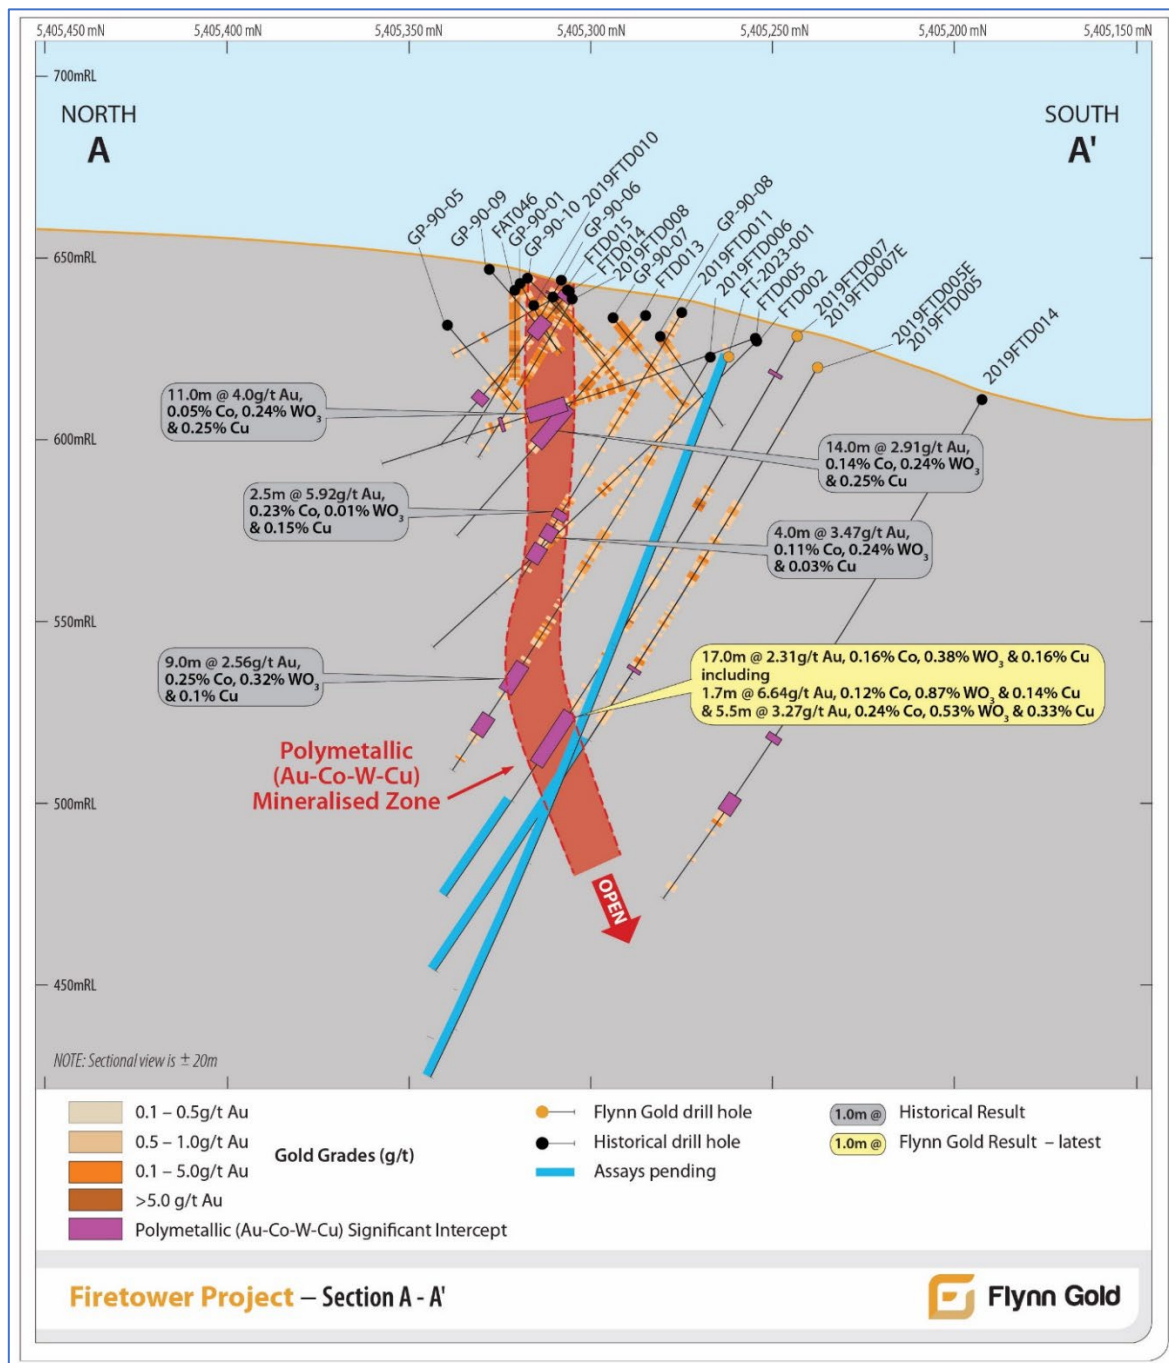 5,405,450 mN
5,405,400 mN
5,405,350 mN
5,405,300 mN
5,405,250 mN
5,405,200 mN
5,405,150 mN
700mRL
NORTH
A
SOUTH
A'
GP-90-05
GP-90-09
FAT046
GP-90-01
GP-90-10
2019FTD010
GP-90-06
FTD015
FTD014
2019FTD008
GP-90-07
FTD013
GP-90-08
2019FTD011
2019FTD006
FT-2023-001
FTD005
FTD002
2019FTD007
2019FTD007E
2019FTD005E
2019FTD005
2019FTD014
650mRL
11.0m @ 4.0g/t Au,
0.05% Co, 0.24% WO3
& 0.25% Cu
600mRL
14.0m @ 2.91g/t Au,
0.14% Co, 0.24% WO3
& 0.25% Cu
2.5m @ 5.92g/t Au,
0.23% Co, 0.01% WO3
& 0.15% Cu
4.0m @ 3.47g/t Au,
0.11% Co, 0.24% WO3
& 0.03% Cu
550mRL
9.0m @ 2.56g/t Au,
0.25% Co, 0.32% WO3
& 0.1% Cu
17.0m @ 2.31g/t Au, 0.16% Co, 0.38% WO3 & 0.16% Cu
including
1.7m @ 6.64g/t Au, 0.12% Co, 0.87% WO3 & 0.14% Cu
& 5.5m @ 3.27g/t Au, 0.24% Co, 0.53% WO3 & 0.33% Cu
Polymetallic
(Au-Co-W-Cu)
Mineralised Zone
500mRL
OPEN
450mRL
NOTE: Sectional view is ± 20m
0.1 – 0.5g/t Au
0.5 – 1.0g/t Au
0.1 – 5.0g/t Au
>5.0 g/t Au
Gold Grades (g/t)
Polymetallic (Au-Co-W-Cu) Significant Intercept
Flynn Gold drill hole
Historical drill hole
Assays pending
1.0m @ Historical Result
1.0m @ Flynn Gold Result – latest
Firetower Project – Section A - A'
Flynn Gold